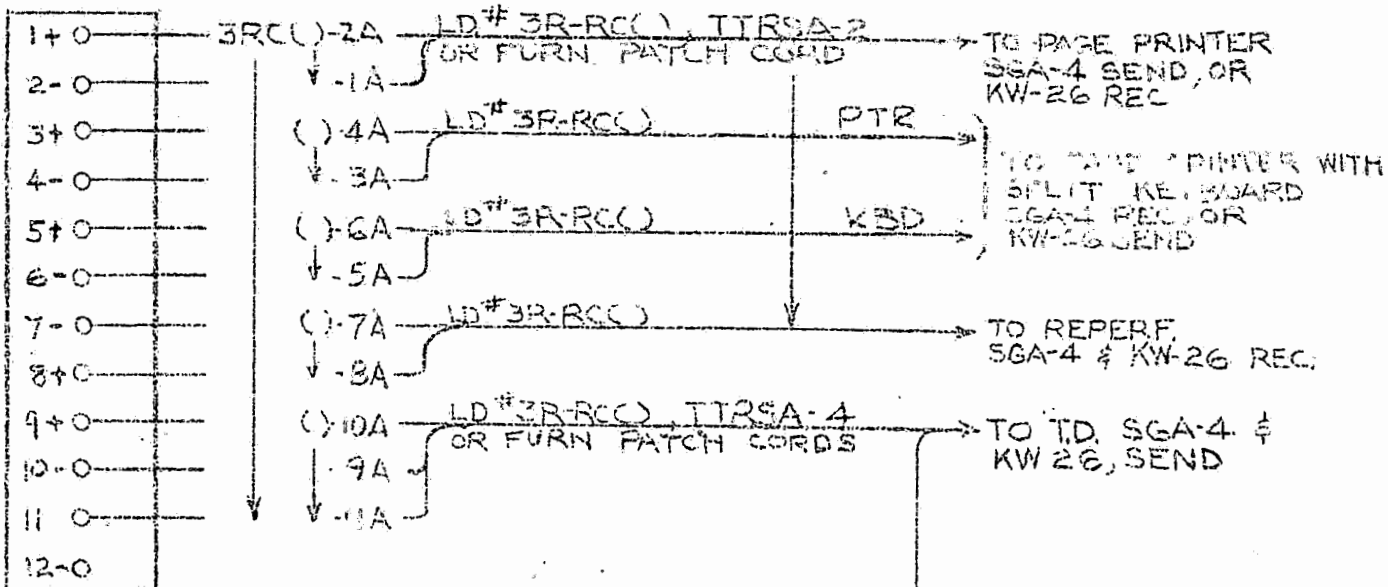 1+ 3RC( )-2A LD# 3R-RC( ), TTRSA-2
OR FURN. PATCH CORD
TO PAGE PRINTER
SGA-4 SEND, OR
KW-26 REC
2- -1A
3+ ( )-4A LD# 3R-RC( ) PTR
4- -3A
TO PRINTER WITH
SPLIT KEYBOARD
SGA-4 REC, OR
KW-26 SEND
5+ ( )-6A LD# 3R-RC( ) KBD
6- -5A
7- ( )-7A LD# 3R-RC( )
TO REPERF.
SGA-4 & KW-26 REC.
8+ -8A
9+ ( )-10A LD# 3R-RC( ), TTRSA-4
OR FURN PATCH CORDS
TO T.D. SGA-4 &
KW 26, SEND
10- -9A
11 -11A
12-